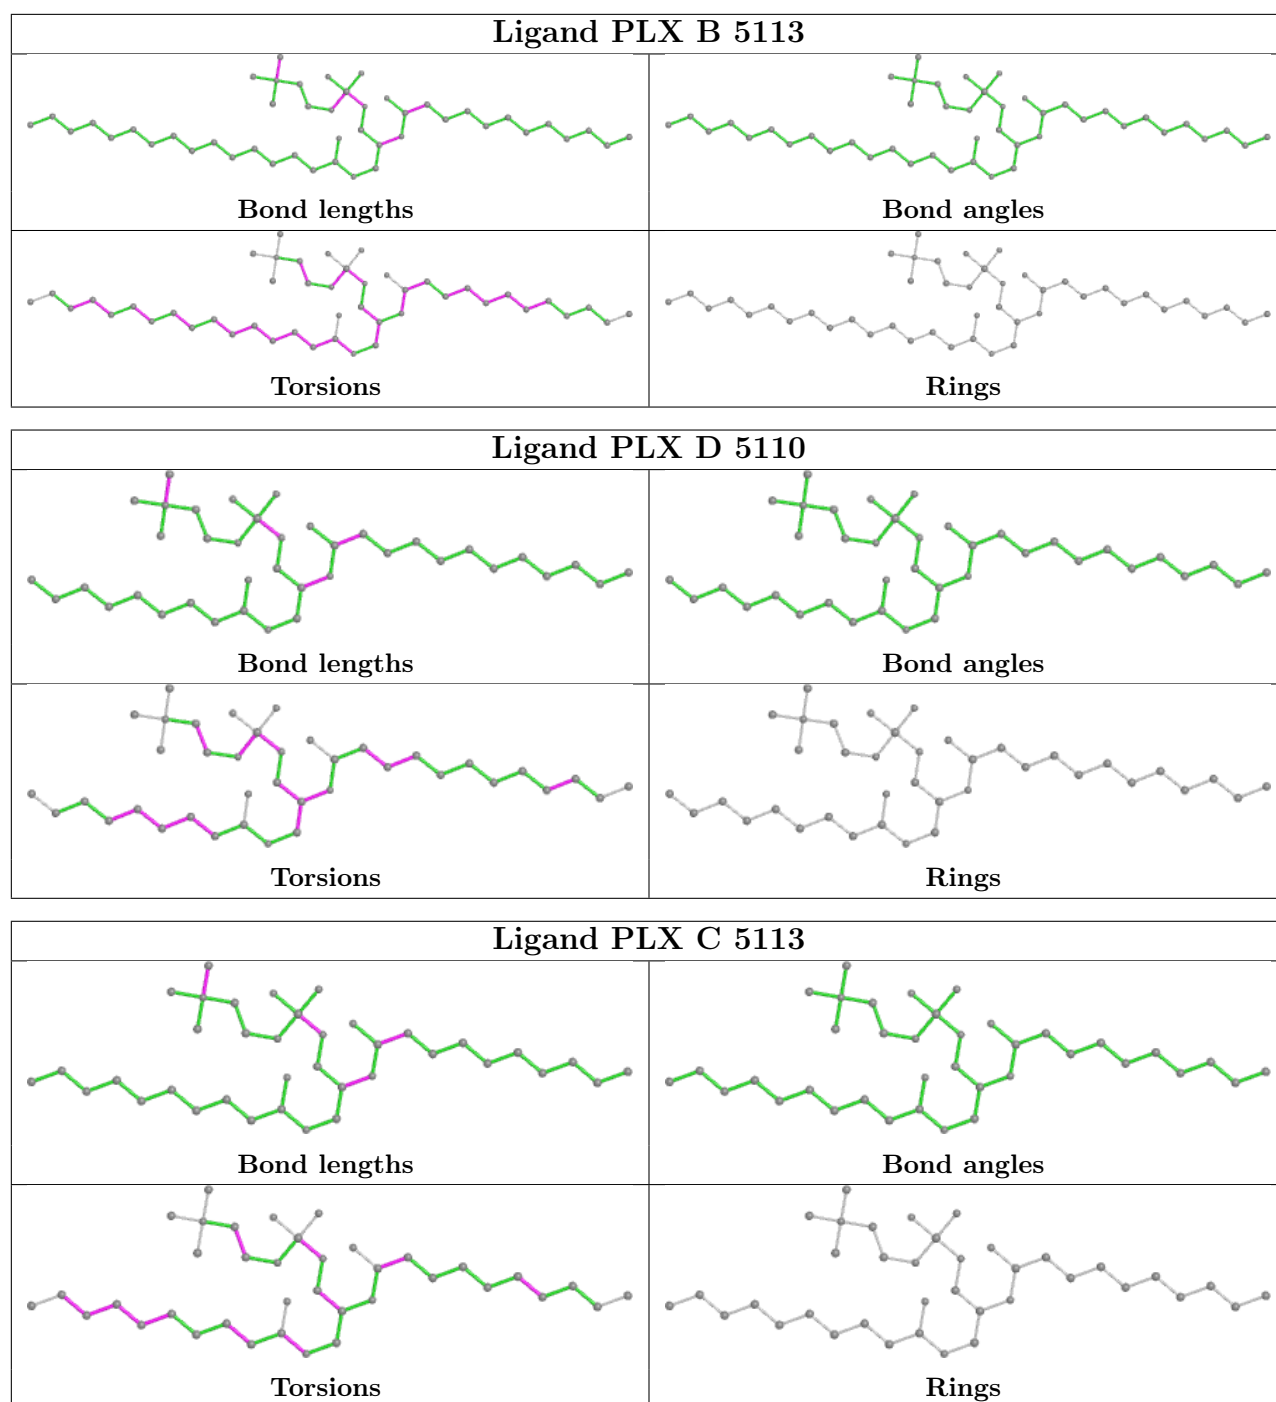 Ligand PLX B 5113
Bond lengths
Bond angles
Torsions
Rings
Ligand PLX D 5110
Bond lengths
Bond angles
Torsions
Rings
Ligand PLX C 5113
Bond lengths
Bond angles
Torsions
Rings